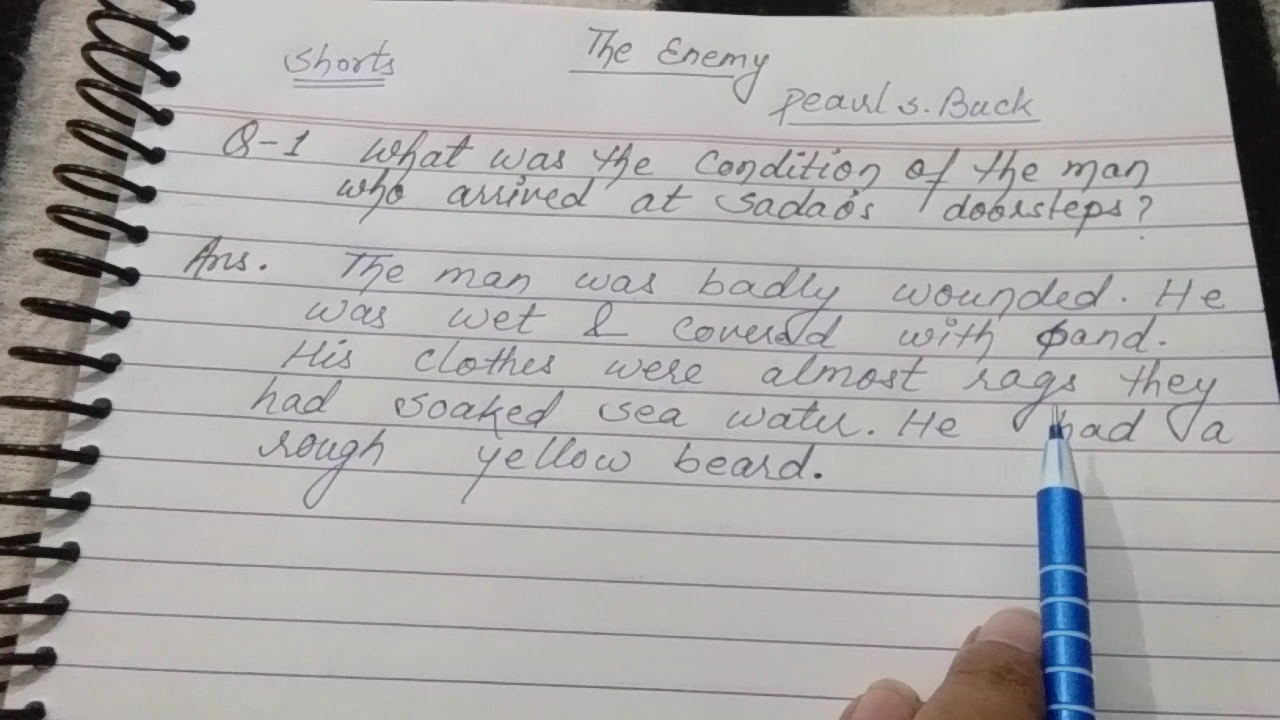 Shorts
The Enemy
Pearl S. Buck
Q-1 What was the Condition of the man
who arrived at Sadao's doorsteps?
Ans. The man was badly wounded. He
was wet & covered with sand.
His clothes were almost rags they
had soaked sea water. He had a
rough yellow beard.